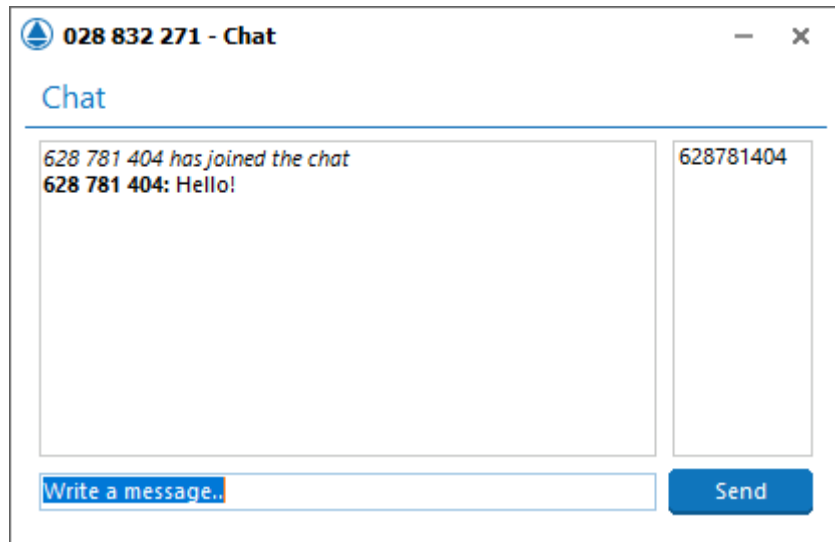 028 832 271 - Chat
Chat
628 781 404 has joined the chat
628 781 404: Hello!
628781404
Write a message..
Send